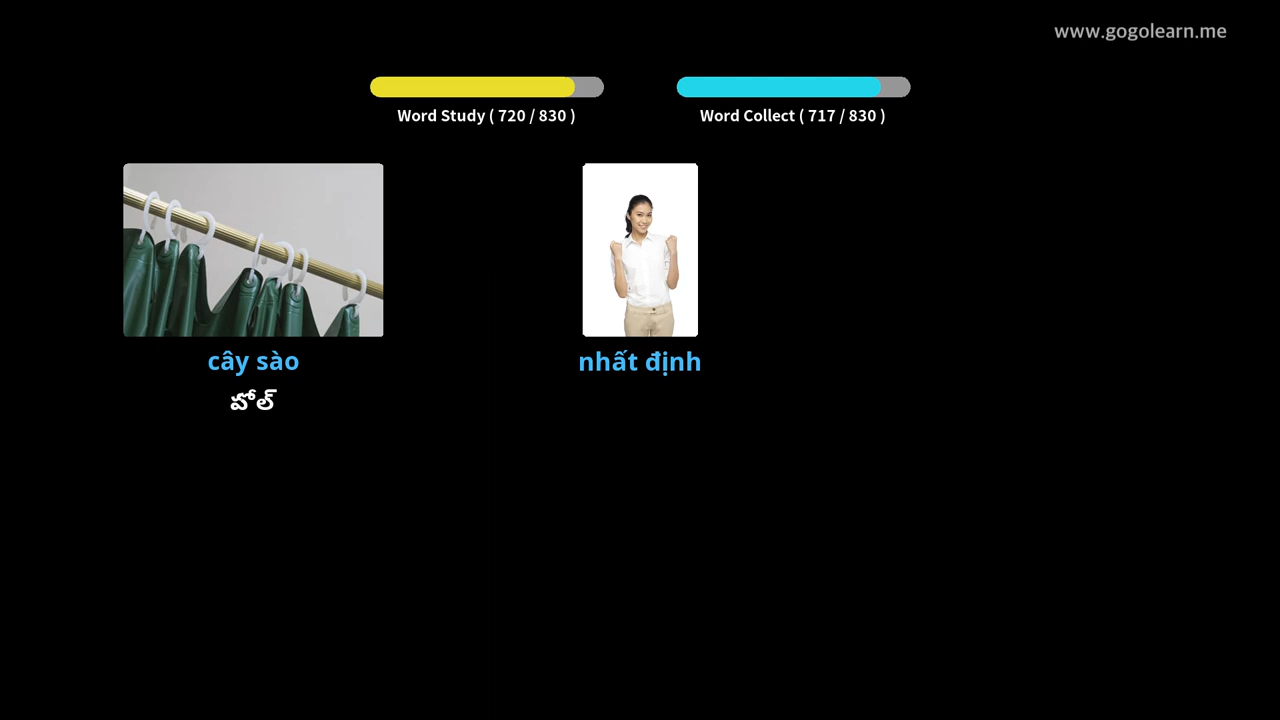 www.gogolearn.me
Word Study ( 720 / 830 )
Word Collect ( 717 / 830 )
cây sào
పోల్
nhất định